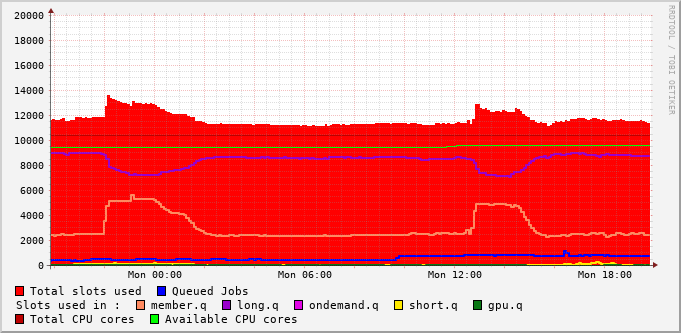 20000
18000
16000
14000
12000
10000
8000
6000
4000
2000
0
Mon 00:00 Mon 06:00 Mon 12:00 Mon 18:00
RRDTOOL / TOBI OETIKER
Total slots used Queued Jobs
Slots used in : member.q long.q ondemand.q short.q gpu.q
Total CPU cores Available CPU cores